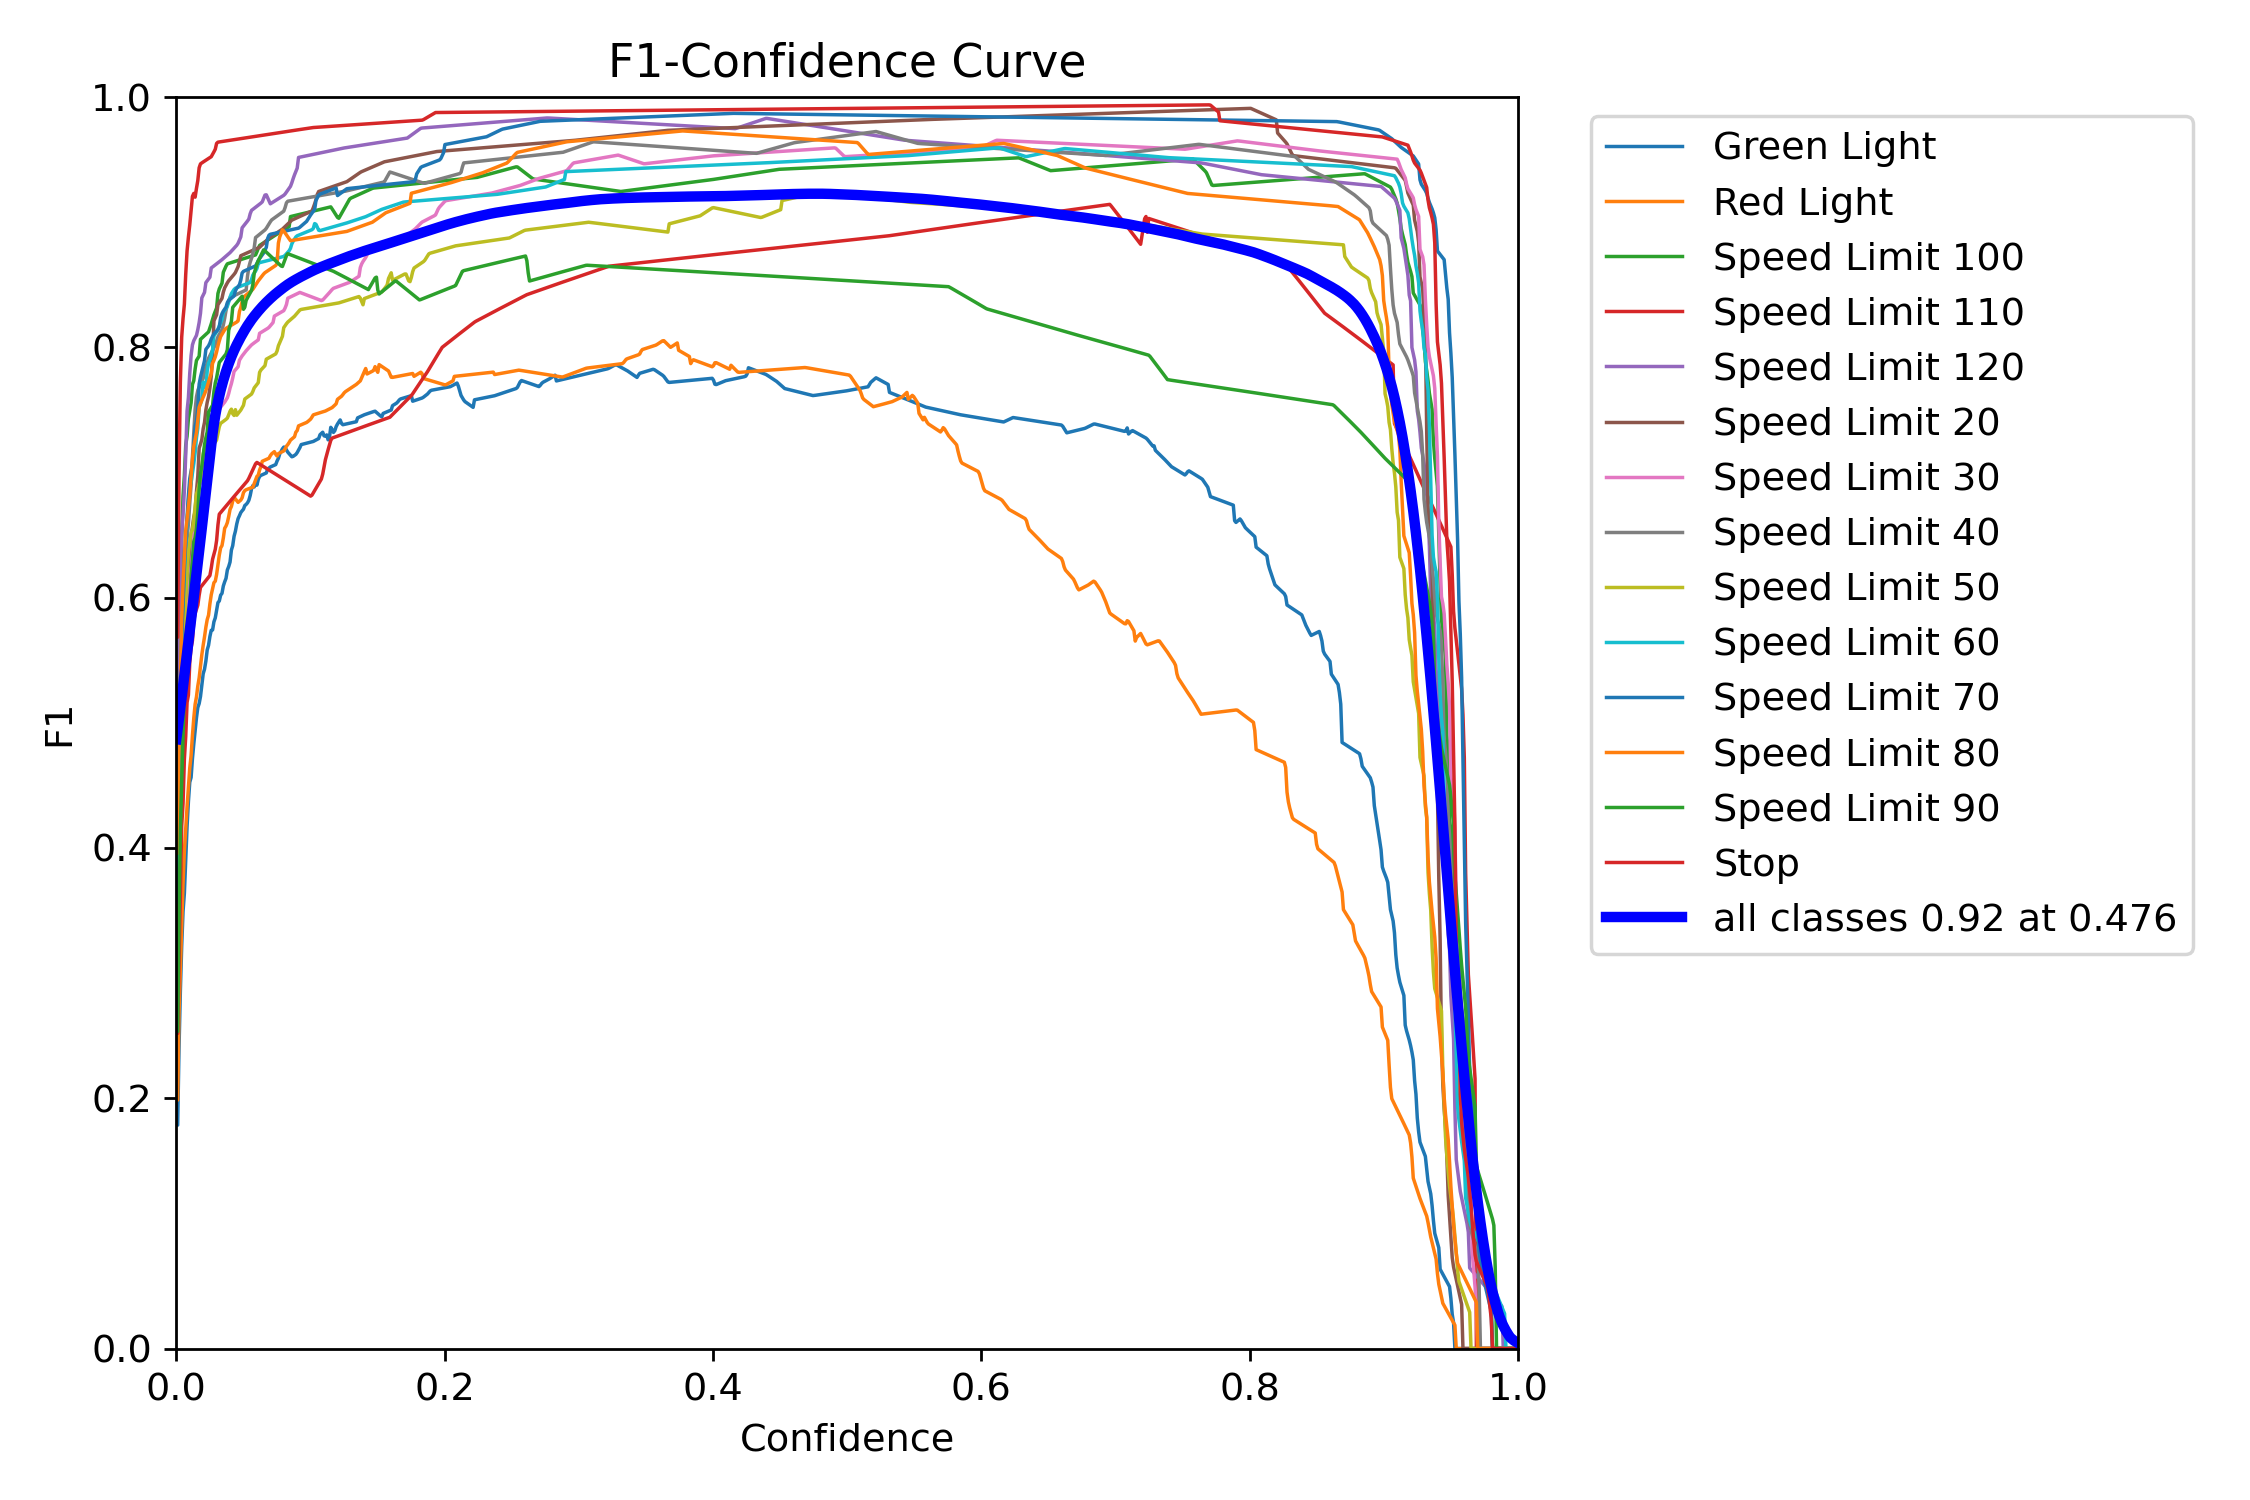 F1-Confidence Curve
1.0
0.8
0.6
0.4
0.2
0.0
F1
0.0 0.2 0.4 0.6 0.8 1.0
Confidence
Green Light
Red Light
Speed Limit 100
Speed Limit 110
Speed Limit 120
Speed Limit 20
Speed Limit 30
Speed Limit 40
Speed Limit 50
Speed Limit 60
Speed Limit 70
Speed Limit 80
Speed Limit 90
Stop
all classes 0.92 at 0.476